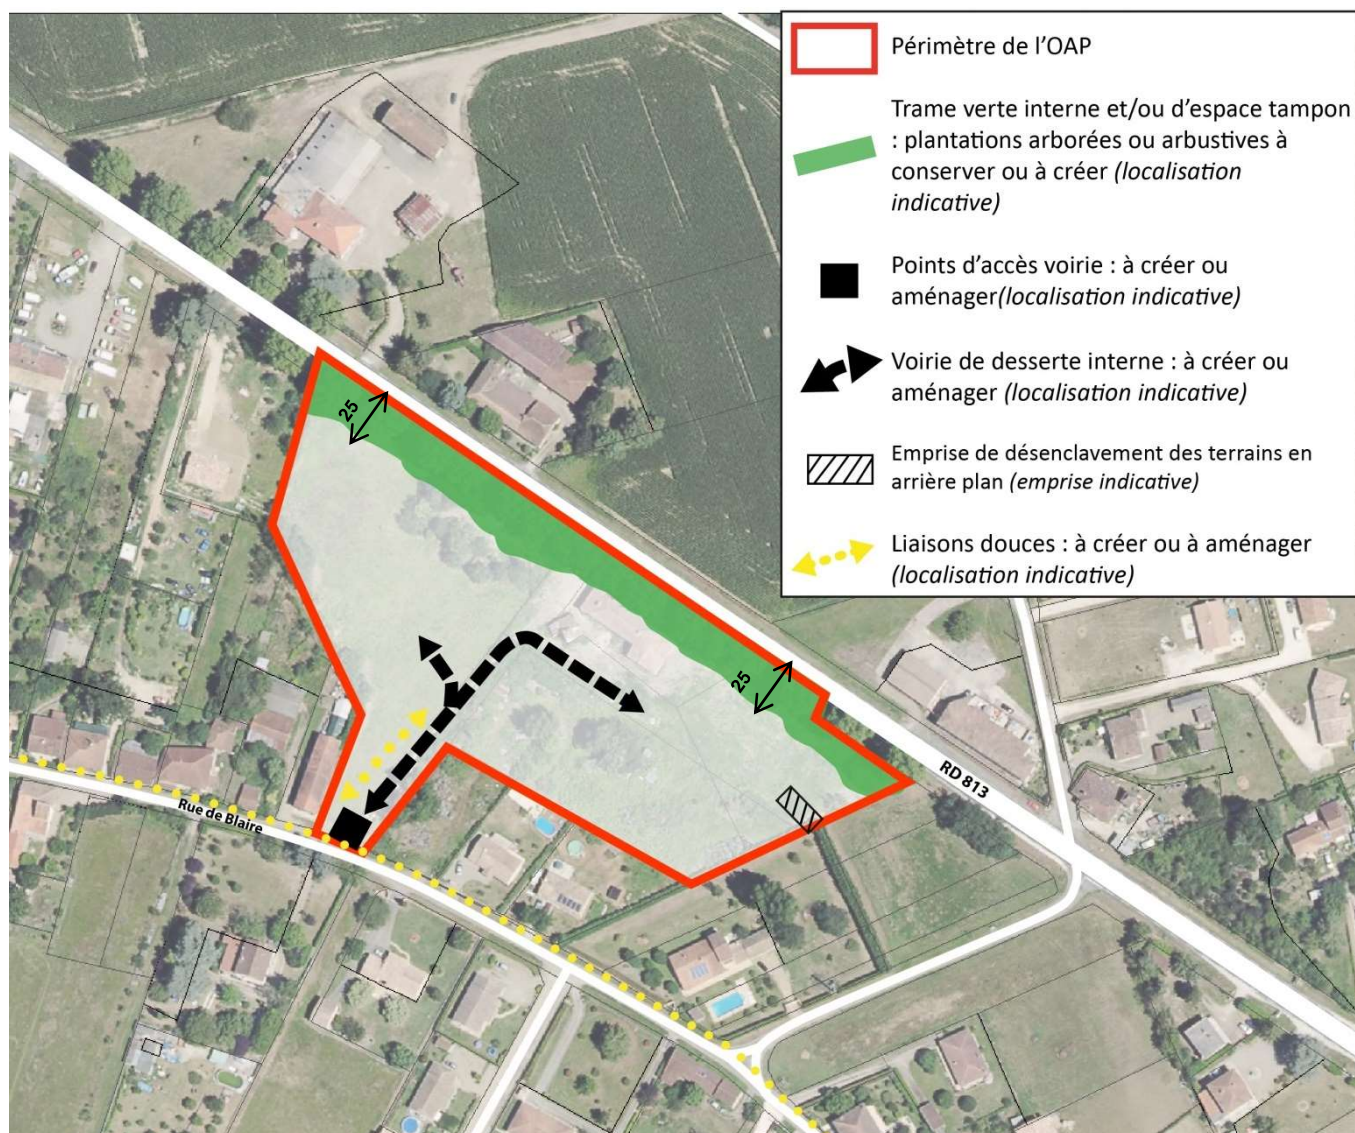 Périmètre de l'OAP
Trame verte interne et/ou d'espace tampon
: plantations arborées ou arbustives à
conserver ou à créer (localisation
indicative)
Points d'accès voirie : à créer ou
aménager(localisation indicative)
Voirie de desserte interne : à créer ou
aménager (localisation indicative)
Emprise de désenclavement des terrains en
arrière plan (emprise indicative)
Liaisons douces : à créer ou à aménager
(localisation indicative)
25
25
RD 813
Rue de Blaire